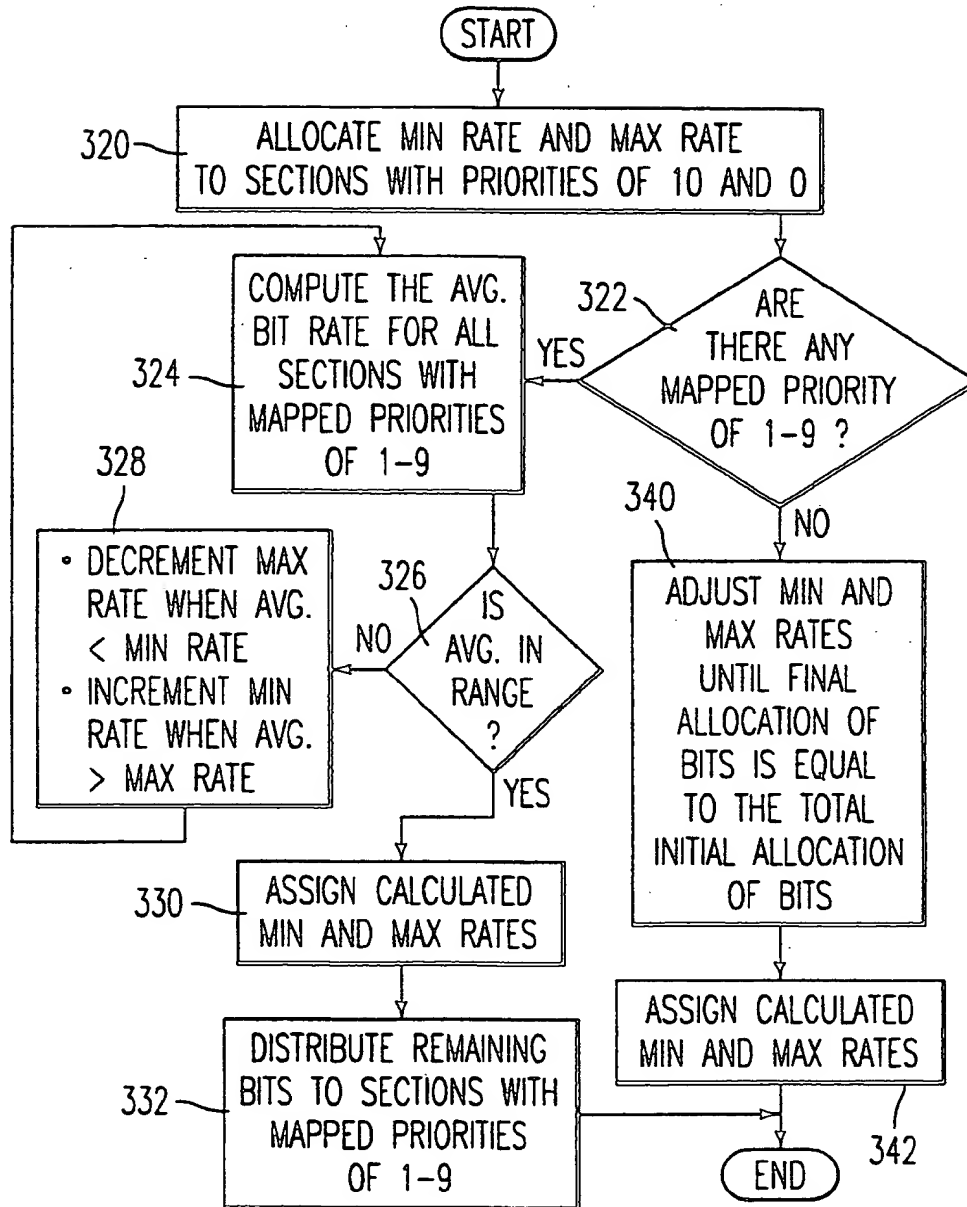 START
320
ALLOCATE MIN RATE AND MAX RATE
TO SECTIONS WITH PRIORITIES OF 10 AND 0
322
ARE
THERE ANY
MAPPED PRIORITY
OF 1-9 ?
YES
NO
324
COMPUTE THE AVG.
BIT RATE FOR ALL
SECTIONS WITH
MAPPED PRIORITIES
OF 1-9
326
IS
AVG. IN
RANGE
?
NO
YES
328
• DECREMENT MAX
RATE WHEN AVG.
< MIN RATE
• INCREMENT MIN
RATE WHEN AVG.
> MAX RATE
330
ASSIGN CALCULATED
MIN AND MAX RATES
332
DISTRIBUTE REMAINING
BITS TO SECTIONS WITH
MAPPED PRIORITIES
OF 1-9
340
ADJUST MIN AND
MAX RATES
UNTIL FINAL
ALLOCATION OF
BITS IS EQUAL
TO THE TOTAL
INITIAL ALLOCATION
OF BITS
ASSIGN CALCULATED
MIN AND MAX RATES
342
END